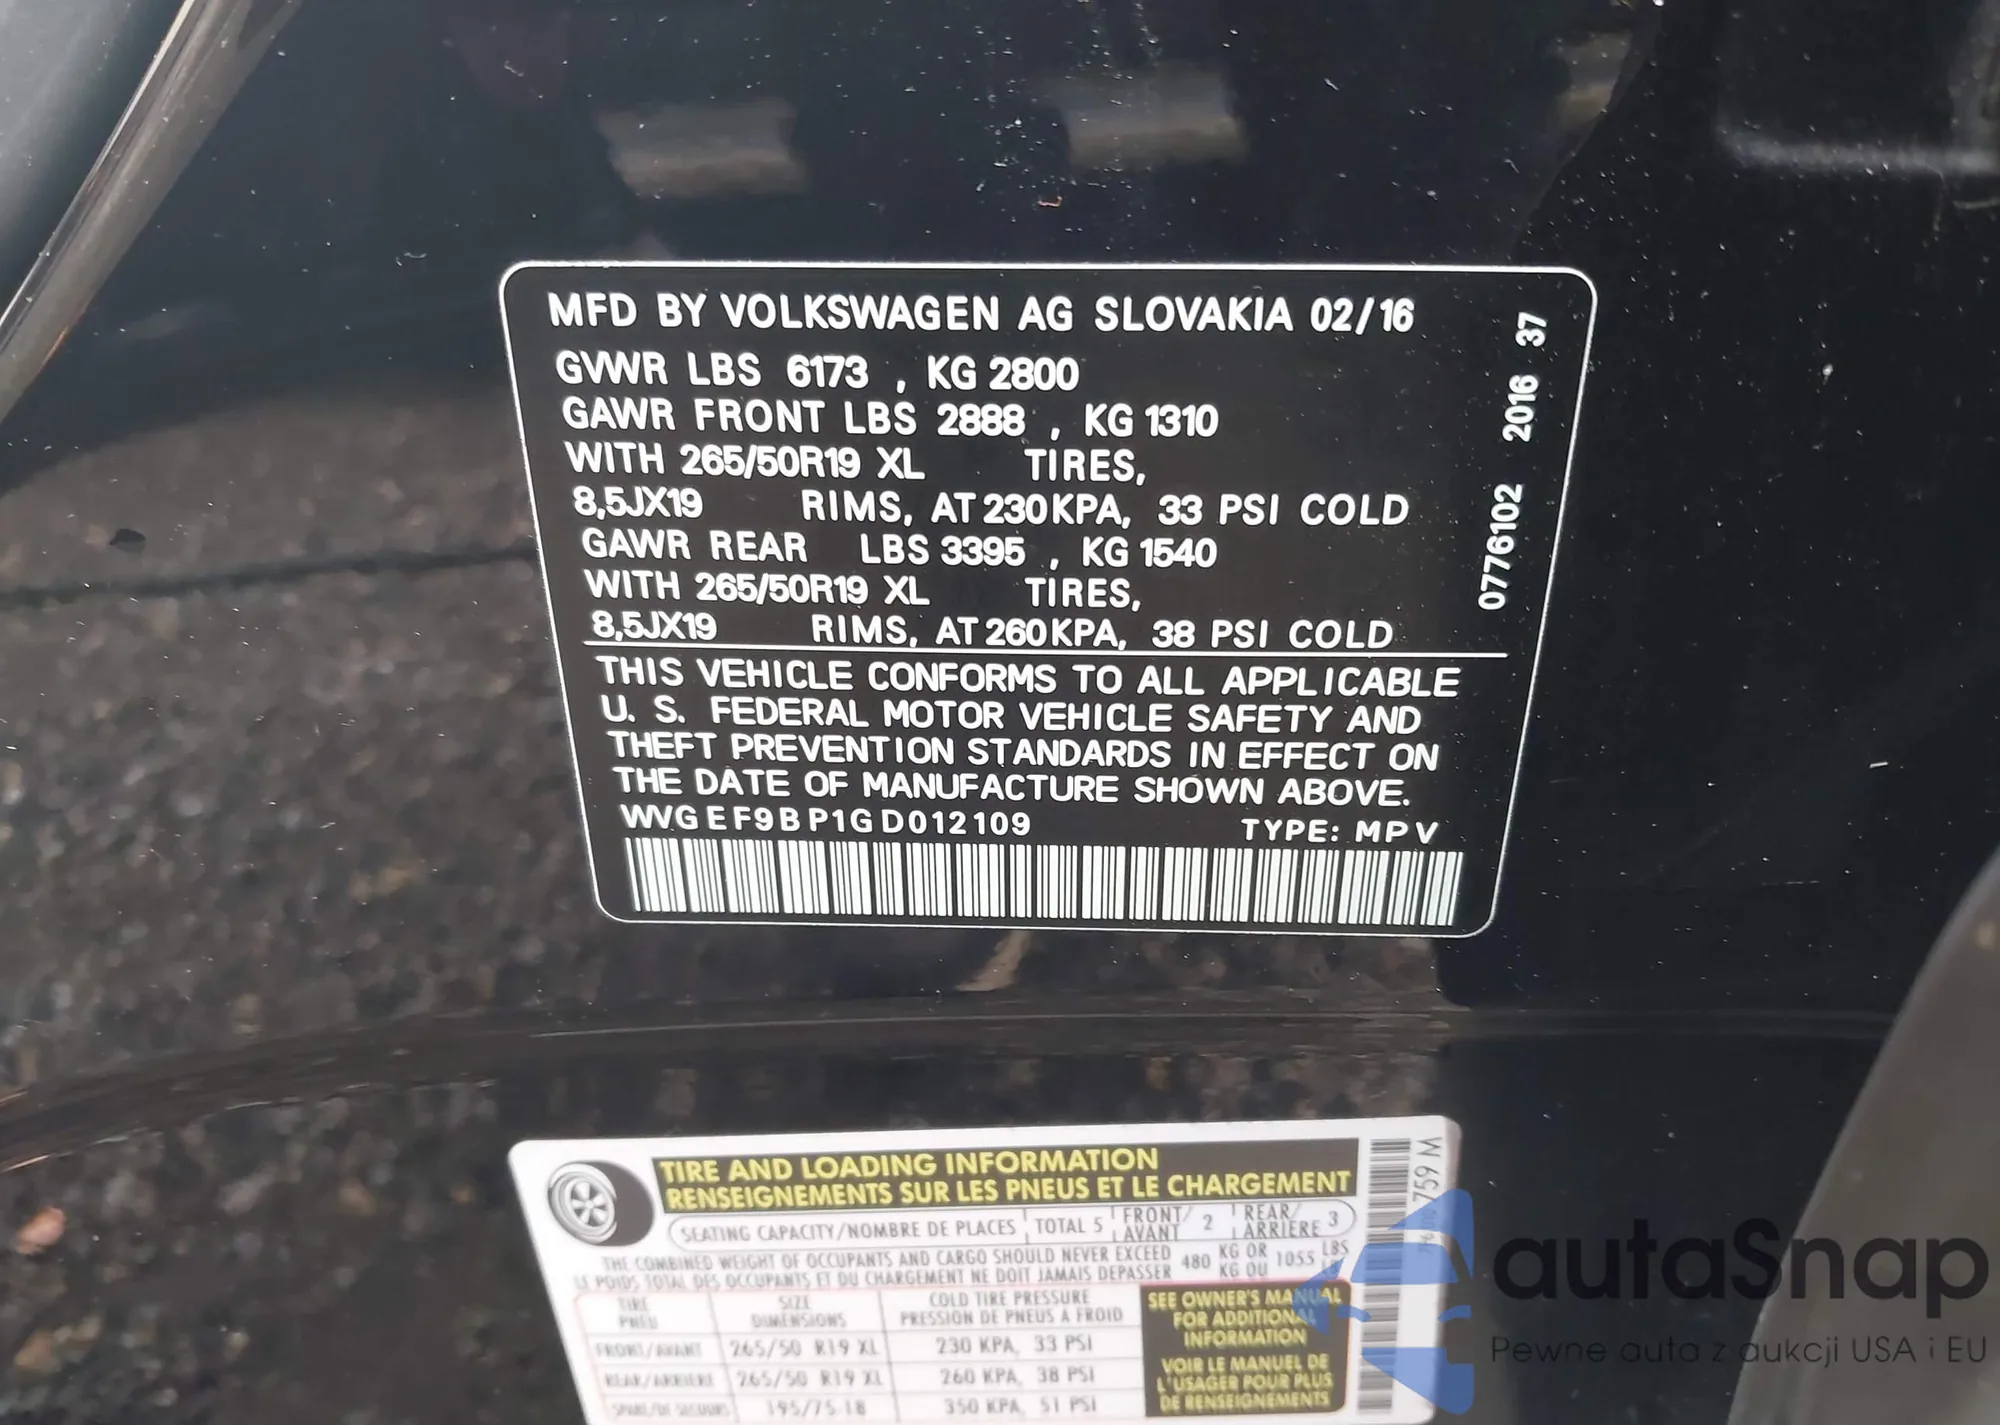 MFD BY VOLKSWAGEN AG SLOVAKIA 02/16
GVWR LBS 6173 , KG 2800
GAWR FRONT LBS 2888 , KG 1310
WITH 265/50R19 XL TIRES,
8,5JX19 RIMS, AT 230KPA, 33 PSI COLD
GAWR REAR LBS 3395 , KG 1540
WITH 265/50R19 XL TIRES,
8,5JX19 RIMS, AT 260KPA, 38 PSI COLD
THIS VEHICLE CONFORMS TO ALL APPLICABLE
U. S. FEDERAL MOTOR VEHICLE SAFETY AND
THEFT PREVENTION STANDARDS IN EFFECT ON
THE DATE OF MANUFACTURE SHOWN ABOVE.
WVGEF9BP1GD012109 TYPE: MPV
0776102 2016 37
TIRE AND LOADING INFORMATION
RENSEIGNEMENTS SUR LES PNEUS ET LE CHARGEMENT
SEATING CAPACITY/NOMBRE DE PLACES TOTAL 5 FRONT/AVANT 2 REAR/ARRIÈRE 3
THE COMBINED WEIGHT OF OCCUPANTS AND CARGO SHOULD NEVER EXCEED 480 KG OR 1055 LBS
LE POIDS TOTAL DES OCCUPANTS ET DU CHARGEMENT NE DOIT JAMAIS DEPASSER KG OU
TIRE SIZE COLD TIRE PRESSURE
PNEU DIMENSIONS PRESSION DE PNEUS A FROID
FRONT/AVANT 265/50 R19 XL 230 KPA, 33 PSI
REAR/ARRIERE 265/50 R19 XL 260 KPA, 38 PSI
SPARE/DE SECOURS 195/75-18 350 KPA, 51 PSI
SEE OWNER'S MANUAL
FOR ADDITIONAL
INFORMATION
VOIR LE MANUEL DE
L'USAGER POUR PLUS
DE RENSEIGNEMENTS
759 M
autaSnap
Pewne auta z aukcji USA i EU